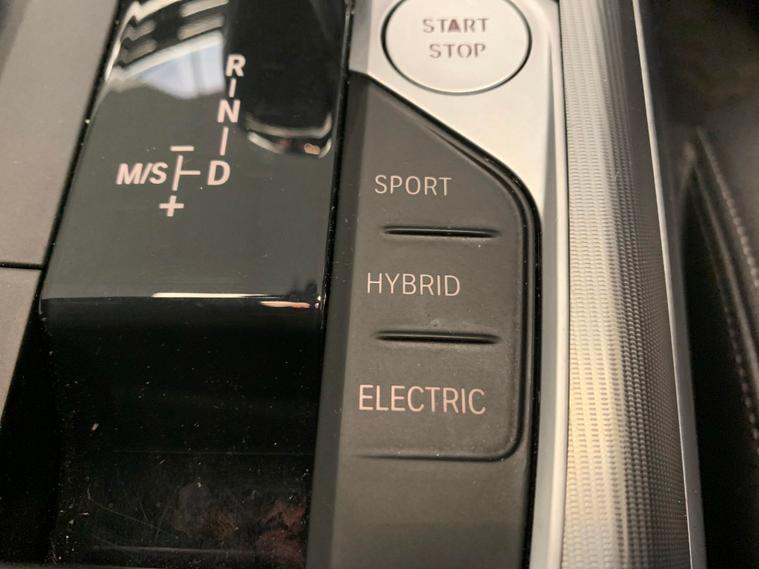 START
STOP
R
N
M/S D
+
SPORT
HYBRID
ELECTRIC